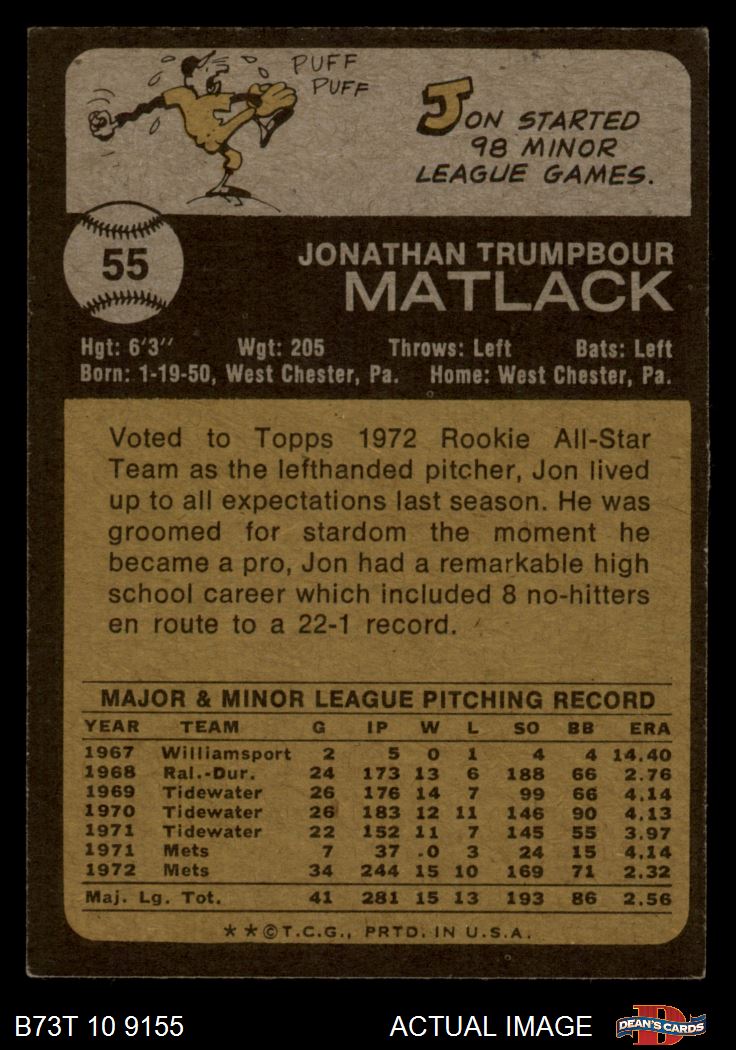 PUFF
PUFF
JON STARTED
98 MINOR
LEAGUE GAMES.
55
JONATHAN TRUMPBOUR
MATLACK
Hgt: 6'3'' Wgt: 205 Throws: Left Bats: Left
Born: 1-19-50, West Chester, Pa. Home: West Chester, Pa.
Voted to Topps 1972 Rookie All-Star
Team as the lefthanded pitcher, Jon lived
up to all expectations last season. He was
groomed for stardom the moment he
became a pro, Jon had a remarkable high
school career which included 8 no-hitters
en route to a 22-1 record.
MAJOR & MINOR LEAGUE PITCHING RECORD
YEAR TEAM G IP W L SO BB ERA
1967 Williamsport 2 5 0 1 4 4 14.40
1968 Ral.-Dur. 24 173 13 6 188 66 2.76
1969 Tidewater 26 176 14 7 99 66 4.14
1970 Tidewater 26 183 12 11 146 90 4.13
1971 Tidewater 22 152 11 7 145 55 3.97
1971 Mets 7 37 .0 3 24 15 4.14
1972 Mets 34 244 15 10 169 71 2.32
Maj. Lg. Tot. 41 281 15 13 193 86 2.56
**©T.C.G., PRTD. IN U.S.A.
B73T 10 9155 ACTUAL IMAGE D DEAN'S CARDS